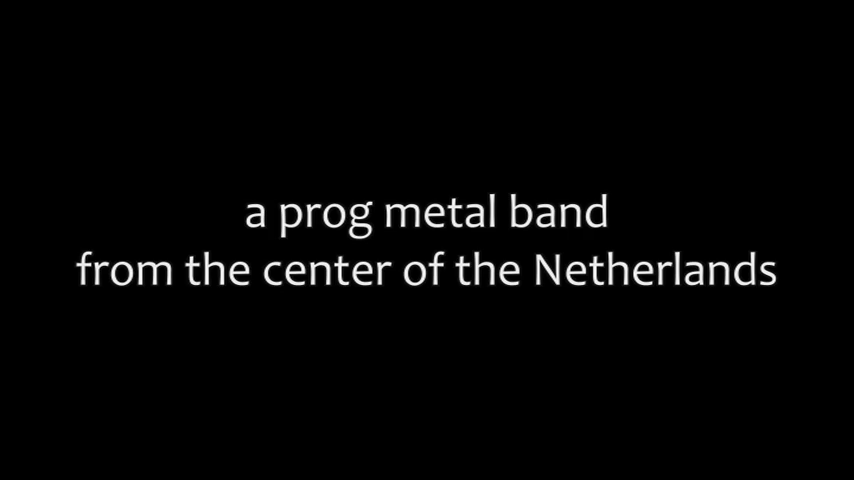 a prog metal band
from the center of the Netherlands